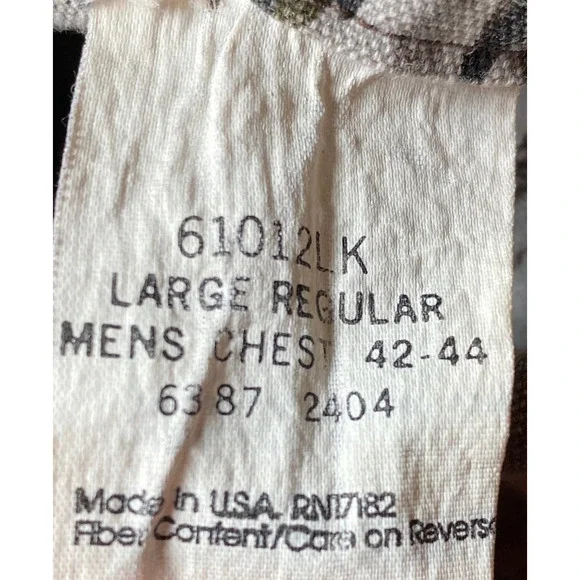 61012LK
LARGE REGULAR
MENS CHEST 42-44
6387 2404
Made In U.S.A. RN17182
Fiber Content/Care on Reverse